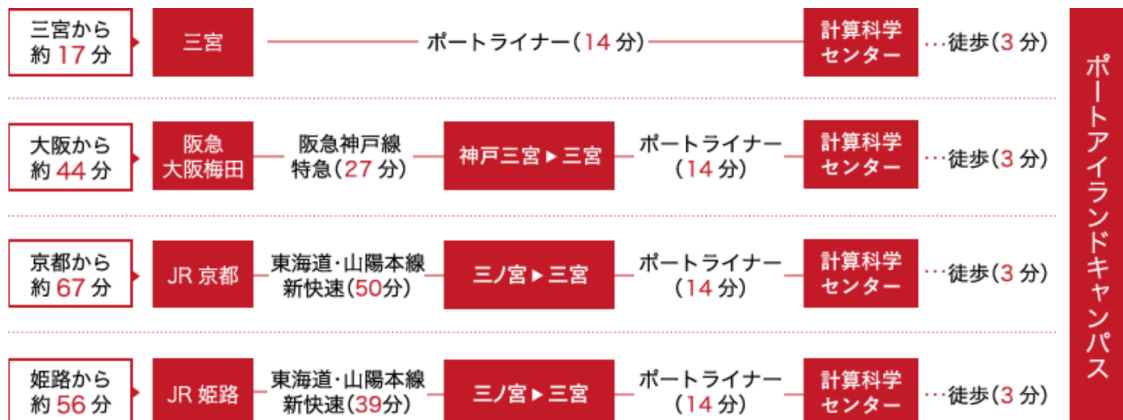 三宮から
約 17 分
三宮
ポートライナー(14 分)
計算科学
センター
…徒歩(3 分)
大阪から
約 44 分
阪急
大阪梅田
阪急神戸線
特急(27 分)
神戸三宮▶三宮
ポートライナー
(14 分)
計算科学
センター
…徒歩(3 分)
京都から
約 67 分
JR 京都
東海道・山陽本線
新快速(50分)
三ノ宮▶三宮
ポートライナー
(14 分)
計算科学
センター
…徒歩(3 分)
姫路から
約 56 分
JR 姫路
東海道・山陽本線
新快速(39分)
三ノ宮▶三宮
ポートライナー
(14 分)
計算科学
センター
…徒歩(3 分)
ポートアイランドキャンパス